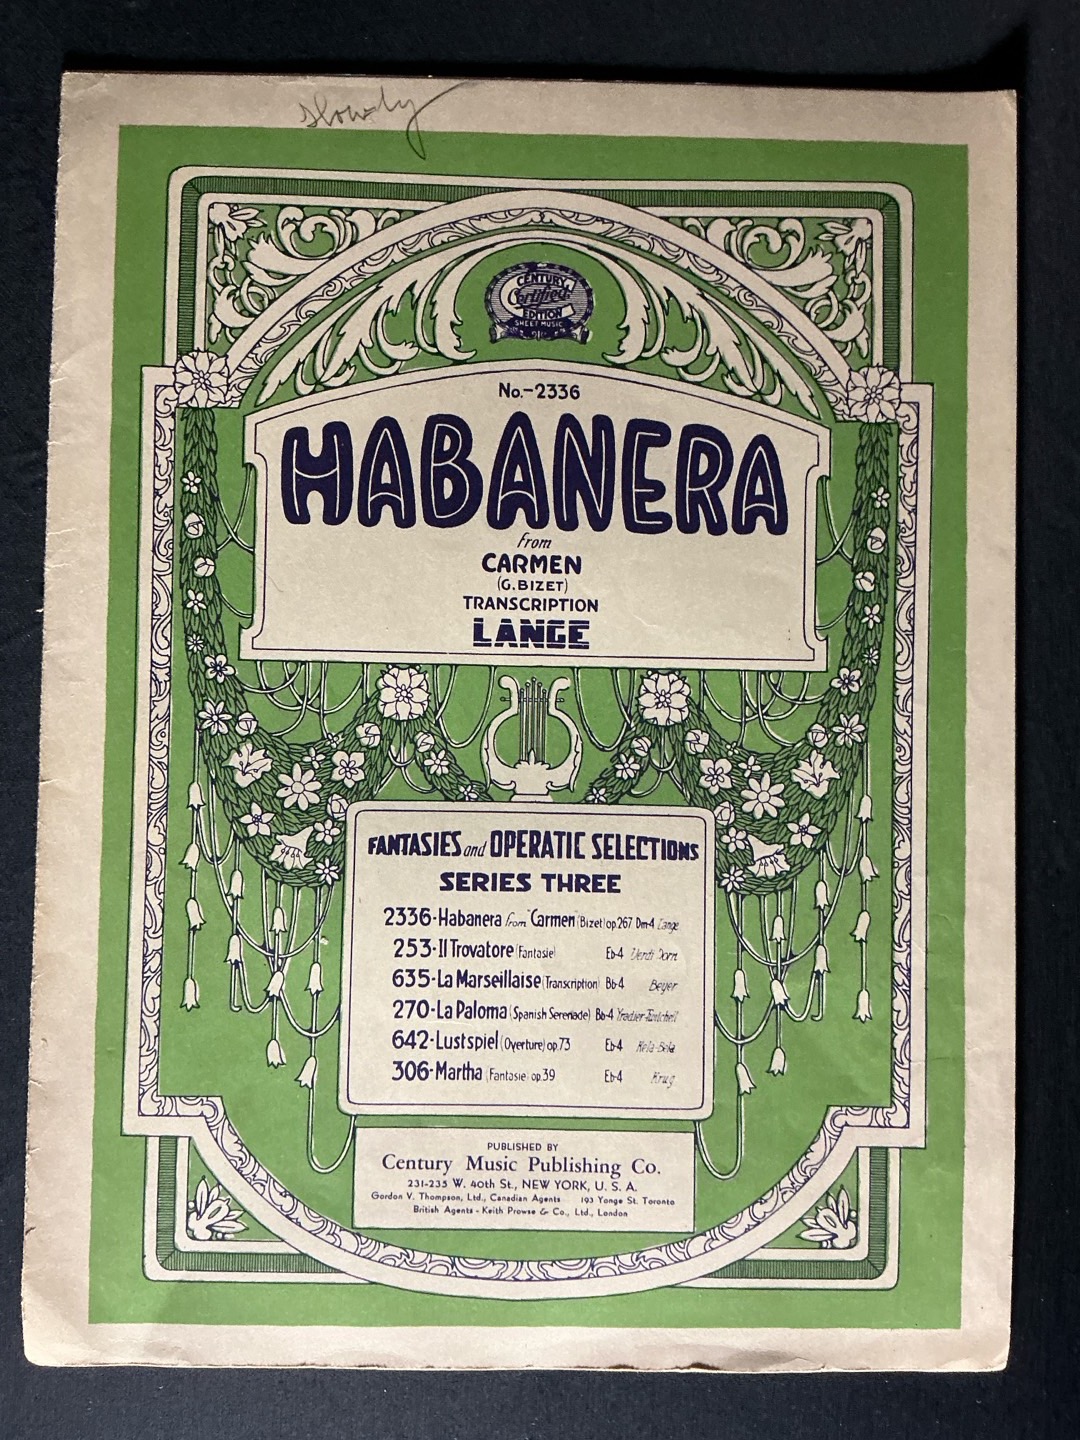 Slowly
CENTURY
Certified
EDITION
SHEET MUSIC
No.-2336
HABANERA
from
CARMEN
(G. BIZET)
TRANSCRIPTION
LANGE
FANTASIES and OPERATIC SELECTIONS
SERIES THREE
2336-Habanera from "Carmen" (Bizet) op.267 Dm-4 Lange
253-Il Trovatore (Fantasie) Eb-4 Verdi Dorn
635-La Marseillaise (Transcription) Bb-4 Beyer
270-La Paloma (Spanish Serenade) Bb-4 Yradier-
642-Lustspiel (Overture) op.73 Eb-4 Kela-Bela
306-Martha (Fantasie) op.39 Eb-4 Krug
PUBLISHED BY
Century Music Publishing Co.
231-235 W. 40th St., NEW YORK, U. S. A.
Gordon V. Thompson, Ltd., Canadian Agents 193 Yonge St. Toronto
British Agents - Keith Prowse & Co., Ltd., London